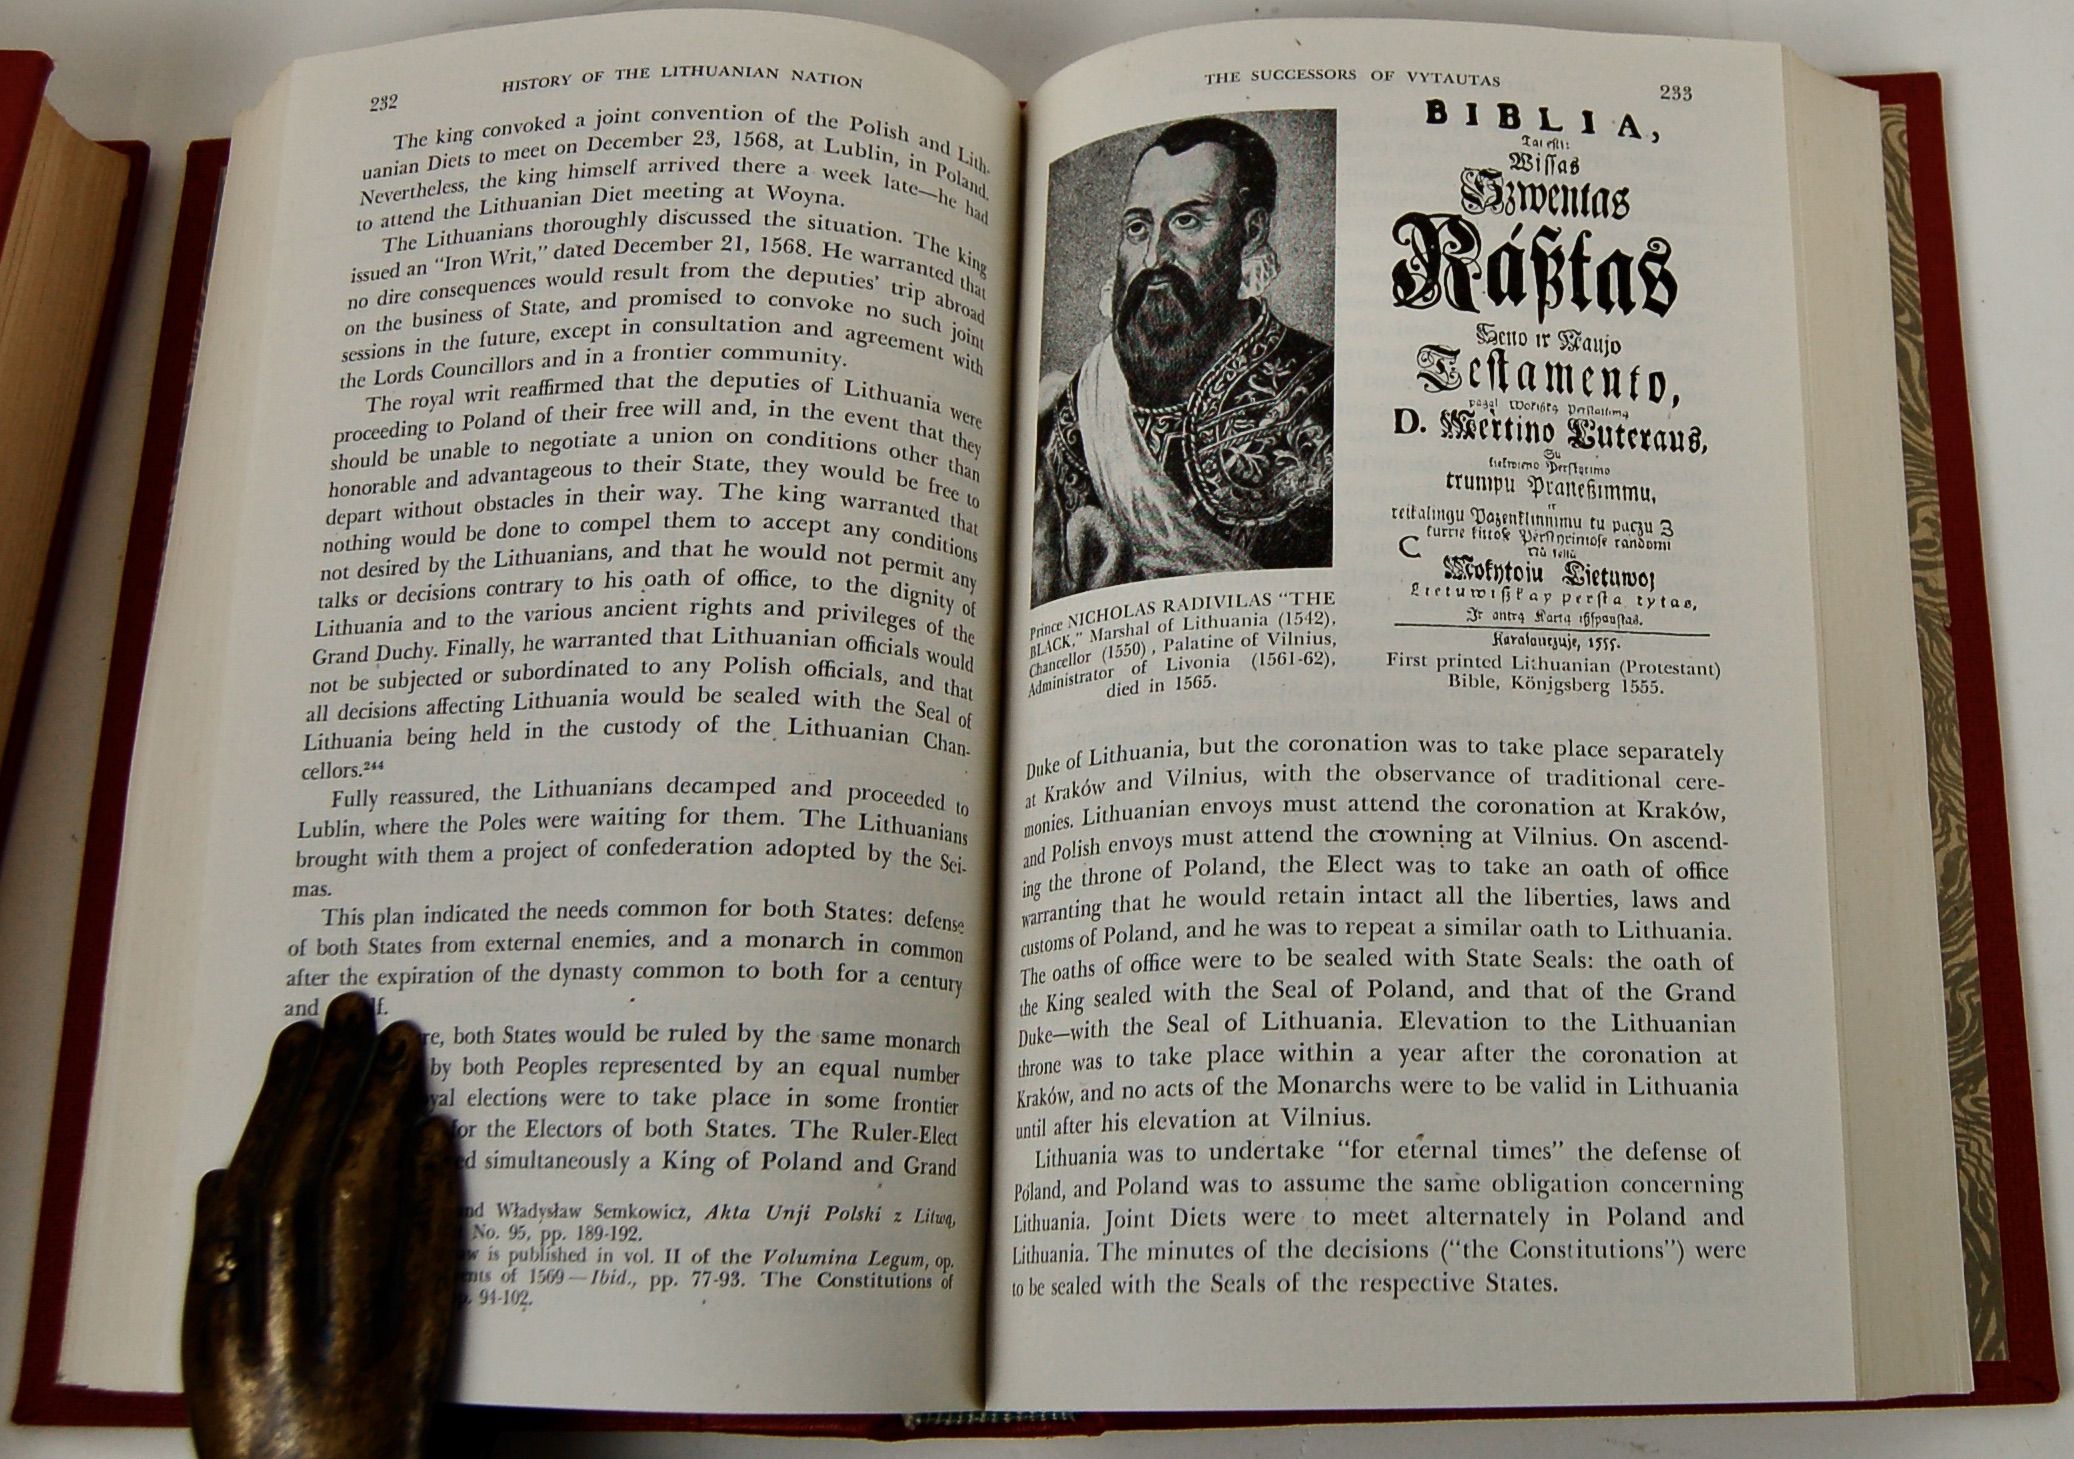 232
HISTORY OF THE LITHUANIAN NATION
The king convoked a joint convention of the Polish and Lith-
uanian Diets to meet on December 23, 1568, at Lublin, in Poland.
Nevertheless, the king himself arrived there a week late—he had
to attend the Lithuanian Diet meeting at Woyna.
The Lithuanians thoroughly discussed the situation. The king
issued an “Iron Writ,” dated December 21, 1568. He warranted that
no dire consequences would result from the deputies’ trip abroad
on the business of State, and promised to convoke no such joint
sessions in the future, except in consultation and agreement with
the Lords Councillors and in a frontier community.
The royal writ reaffirmed that the deputies of Lithuania were
proceeding to Poland of their free will and, in the event that they
should be unable to negotiate a union on conditions other than
honorable and advantageous to their State, they would be free to
depart without obstacles in their way. The king warranted that
nothing would be done to compel them to accept any conditions
not desired by the Lithuanians, and that he would not permit any
talks or decisions contrary to his oath of office, to the dignity of
Lithuania and to the various ancient rights and privileges of the
Grand Duchy. Finally, he warranted that Lithuanian officials would
not be subjected or subordinated to any Polish officials, and that
all decisions affecting Lithuania would be sealed with the Seal of
Lithuania being held in the custody of the Lithuanian Chan-
cellors.²⁴⁴
Fully reassured, the Lithuanians decamped and proceeded to
Lublin, where the Poles were waiting for them. The Lithuanians
brought with them a project of confederation adopted by the Sei-
mas.
This plan indicated the needs common for both States: defense
of both States from external enemies, and a monarch in common
after the expiration of the dynasty common to both for a century
and
both States would be ruled by the same monarch
by both Peoples represented by an equal number
elections were to take place in some frontier
for the Electors of both States. The Ruler-Elect
simultaneously a King of Poland and Grand
Władysław Semkowicz, Akta Unji Polski z Litwą,
No. 95, pp. 189-192.
is published in vol. II of the Volumina Legum, op.
of 1569—Ibid., pp. 77-93. The Constitutions of
94-102.
THE SUCCESSORS OF VYTAUTAS
233
BIBLIA,
Tai esti:
Wissas
Szwentas
Ráßtas
Seno ir Naujo
Testamento,
pagal
D. Mertino Luteraus,
Su
trumpu Praneßimmu,
ir
C
Mokytoju Lietuwoj
Lietuwißkay
Ir antrą Kartą ißspaustas.
Karalauczuje, 1755.
Prince NICHOLAS RADIVILAS “THE
BLACK,” Marshal of Lithuania (1542),
Chancellor (1550), Palatine of Vilnius,
Administrator of Livonia (1561-62),
died in 1565.
First printed Lithuanian (Protestant)
Bible, Königsberg 1555.
Duke of Lithuania, but the coronation was to take place separately
at Kraków and Vilnius, with the observance of traditional cere-
monies. Lithuanian envoys must attend the coronation at Kraków,
and Polish envoys must attend the crowning at Vilnius. On ascend-
ing the throne of Poland, the Elect was to take an oath of office
warranting that he would retain intact all the liberties, laws and
customs of Poland, and he was to repeat a similar oath to Lithuania.
The oaths of office were to be sealed with State Seals: the oath of
the King sealed with the Seal of Poland, and that of the Grand
Duke—with the Seal of Lithuania. Elevation to the Lithuanian
throne was to take place within a year after the coronation at
Kraków, and no acts of the Monarchs were to be valid in Lithuania
until after his elevation at Vilnius.
Lithuania was to undertake “for eternal times” the defense of
Poland, and Poland was to assume the same obligation concerning
Lithuania. Joint Diets were to meet alternately in Poland and
Lithuania. The minutes of the decisions (“the Constitutions”) were
to be sealed with the Seals of the respective States.